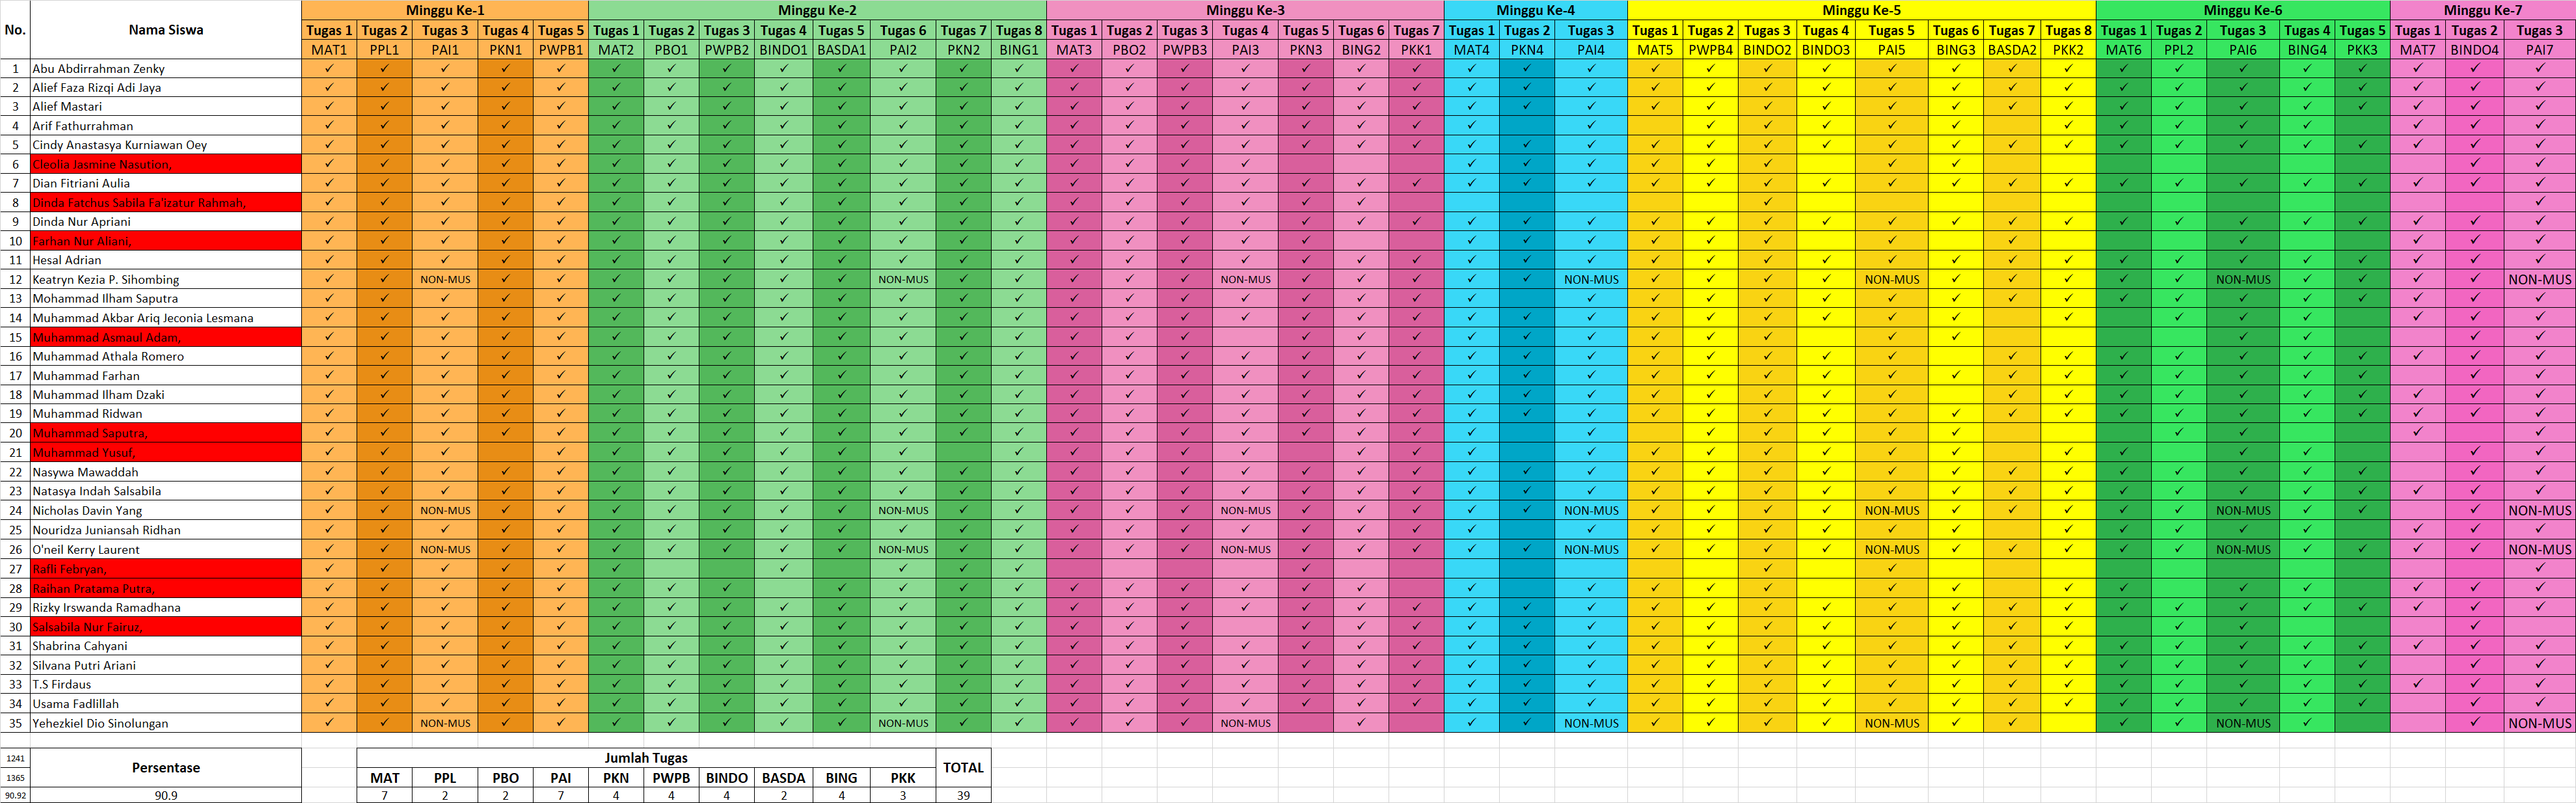 No. Nama Siswa Minggu Ke-1 Minggu Ke-2 Minggu Ke-3 Minggu Ke-4 Minggu Ke-5 Minggu Ke-6 Minggu Ke-7
Tugas 1 Tugas 2 Tugas 3 Tugas 4 Tugas 5 Tugas 1 Tugas 2 Tugas 3 Tugas 4 Tugas 5 Tugas 6 Tugas 7 Tugas 8 Tugas 1 Tugas 2 Tugas 3 Tugas 4 Tugas 5 Tugas 6 Tugas 7 Tugas 1 Tugas 2 Tugas 3 Tugas 1 Tugas 2 Tugas 3 Tugas 4 Tugas 5 Tugas 6 Tugas 7 Tugas 8 Tugas 1 Tugas 2 Tugas 3 Tugas 4 Tugas 5 Tugas 1 Tugas 2 Tugas 3
MAT1 PPL1 PAI1 PKN1 PWPB1 MAT2 PBO1 PWPB2 BINDO1 BASDA1 PAI2 PKN2 BING1 MAT3 PBO2 PWPB3 PAI3 PKN3 BING2 PKK1 MAT4 PKN4 PAI4 MAT5 PWPB4 BINDO2 BINDO3 PAI5 BING3 BASDA2 PKK2 MAT6 PPL2 PAI6 BING4 PKK3 MAT7 BINDO4 PAI7
1 Abu Abdirrahman Zenky
2 Alief Faza Rizqi Adi Jaya
3 Alief Mastari
4 Arif Fathurrahman
5 Cindy Anastasya Kurniawan Oey
6 Cleolia Jasmine Nasution,
7 Dian Fitriani Aulia
8 Dinda Fatchus Sabila Fa'izatur Rahmah,
9 Dinda Nur Apriani
10 Farhan Nur Aliani,
11 Hesal Adrian
12 Keatryn Kezia P. Sihombing NON-MUS NON-MUS NON-MUS NON-MUS NON-MUS NON-MUS NON-MUS
13 Mohammad Ilham Saputra
14 Muhammad Akbar Ariq Jeconia Lesmana
15 Muhammad Asmaul Adam,
16 Muhammad Athala Romero
17 Muhammad Farhan
18 Muhammad Ilham Dzaki
19 Muhammad Ridwan
20 Muhammad Saputra,
21 Muhammad Yusuf,
22 Nasywa Mawaddah
23 Natasya Indah Salsabila
24 Nicholas Davin Yang NON-MUS NON-MUS NON-MUS NON-MUS NON-MUS NON-MUS NON-MUS
25 Nouridza Juniansah Ridhan
26 O'neil Kerry Laurent NON-MUS NON-MUS NON-MUS NON-MUS NON-MUS NON-MUS NON-MUS
27 Rafli Febryan,
28 Raihan Pratama Putra,
29 Rizky Irswanda Ramadhana
30 Salsabila Nur Fairuz,
31 Shabrina Cahyani
32 Silvana Putri Ariani
33 T.S Firdaus
34 Usama Fadlillah
35 Yehezkiel Dio Sinolungan NON-MUS NON-MUS NON-MUS NON-MUS NON-MUS NON-MUS NON-MUS
1241 Persentase Jumlah Tugas TOTAL
1365 MAT PPL PBO PAI PKN PWPB BINDO BASDA BING PKK
90.92 90.9 7 2 2 7 4 4 4 2 4 3 39